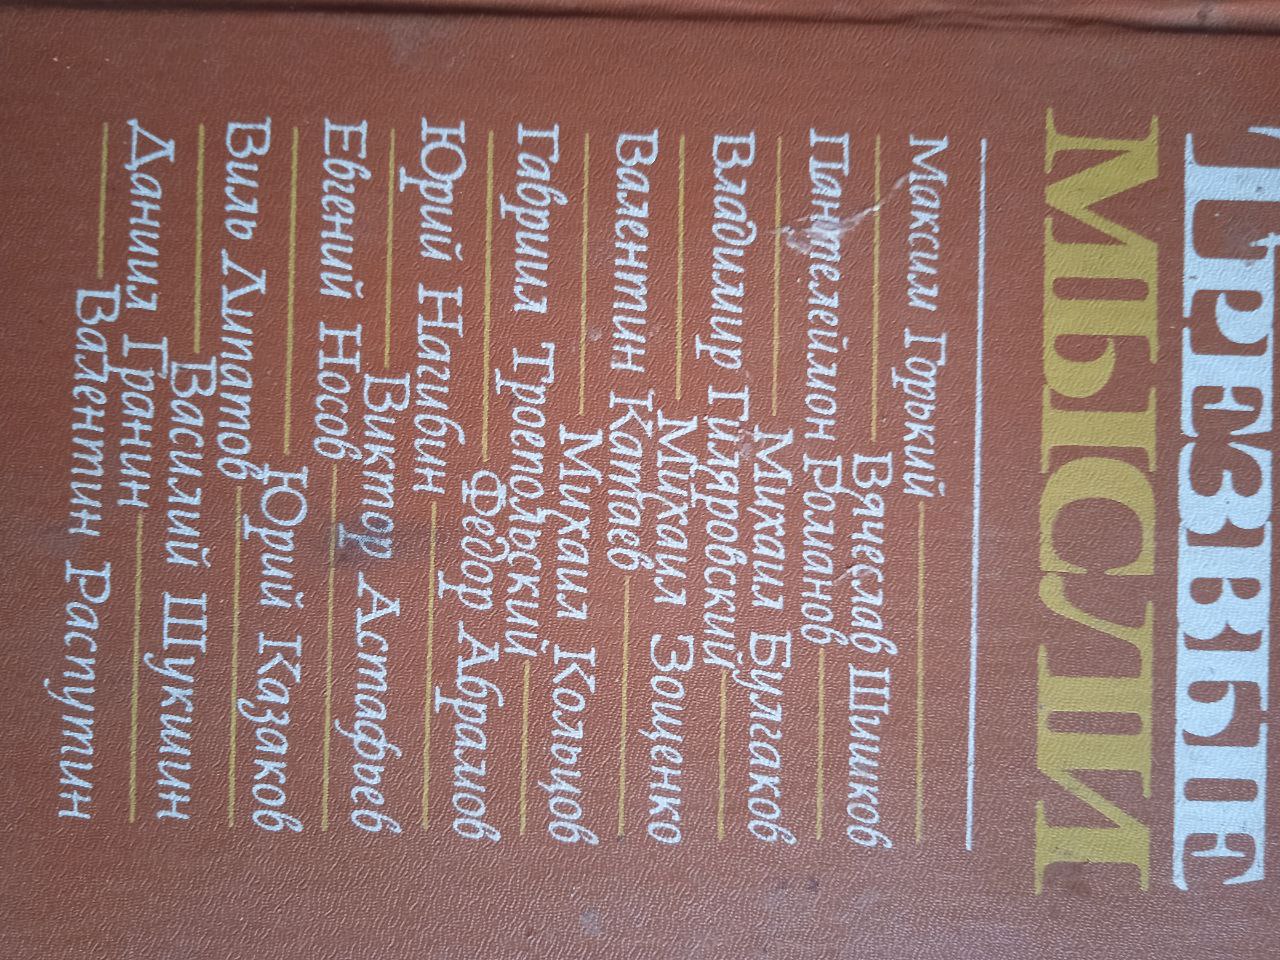 ТРЕЗВЫЕ
МЫСЛИ
Максим Горький
Вячеслав Шишков
Пантелеймон Романов
Михаил Булгаков
Владимир Гиляровский
Михаил Зощенко
Валентин Катаев
Михаил Кольцов
Гавриил Троепольский
Федор Абрамов
Юрий Нагибин
Виктор Астафьев
Евгений Носов
Юрий Казаков
Виль Липатов
Василий Шукшин
Даниил Гранин
Валентин Распутин